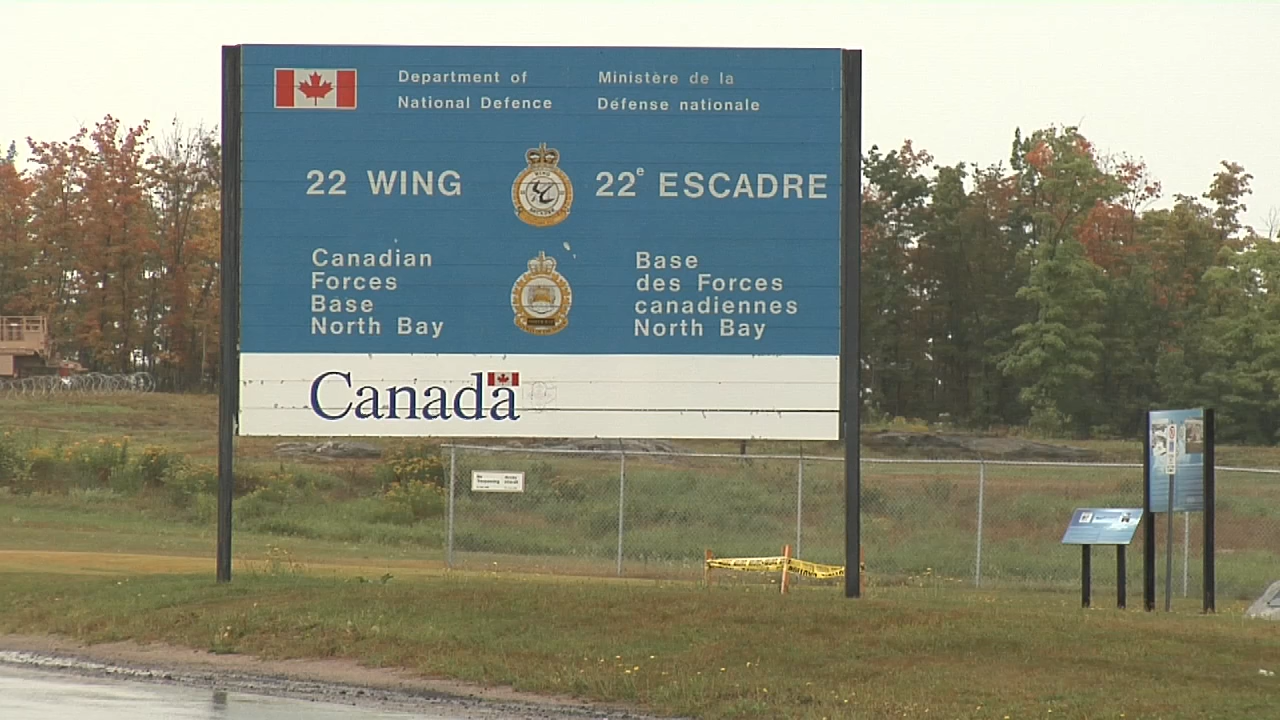 Department of
National Defence
Ministère de la
Défense nationale
22 WING
22e ESCADRE
Canadian
Forces
Base
North Bay
Base
des Forces
canadiennes
North Bay
Canada